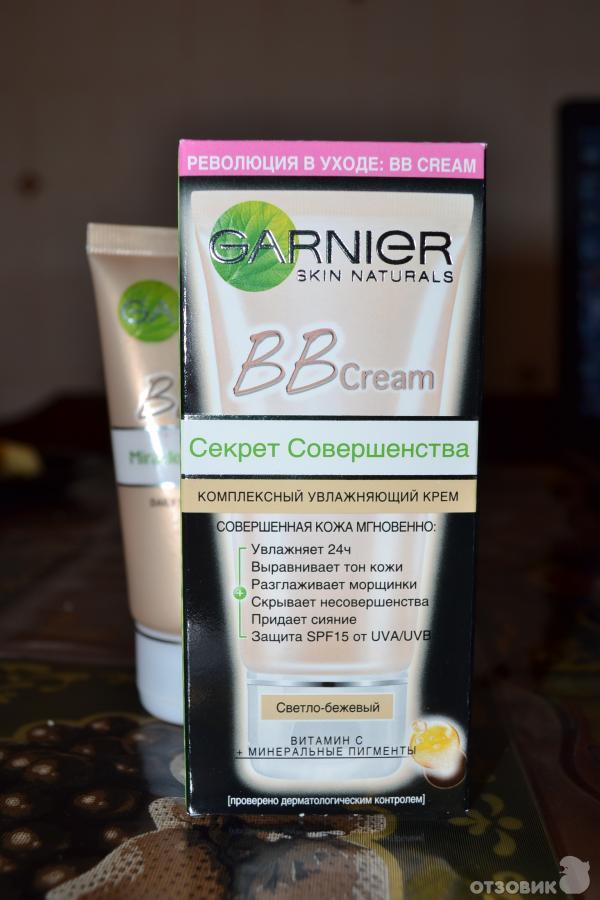 РЕВОЛЮЦИЯ В УХОДЕ: BB CREAM
GARNIER
SKIN NATURALS
BB Cream
Секрет Совершенства
КОМПЛЕКСНЫЙ УВЛАЖНЯЮЩИЙ КРЕМ
СОВЕРШЕННАЯ КОЖА МГНОВЕННО:
Увлажняет 24ч
Выравнивает тон кожи
Разглаживает морщинки
+ Скрывает несовершенства
Придает сияние
Защита SPF15 от UVA/UVB
Светло-бежевый
ВИТАМИН С
+ МИНЕРАЛЬНЫЕ ПИГМЕНТЫ
[проверено дерматологическим контролем]
GA
B
ОТЗОВИК